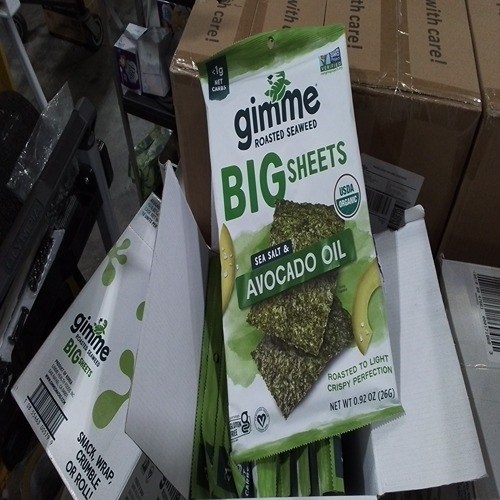 with care!
with care!
with care!
<1g
NET
CARBS
gimme
ROASTED SEAWEED
BIG SHEETS
USDA
ORGANIC
SEA SALT &
AVOCADO OIL
ROASTED TO LIGHT
CRISPY PERFECTION
NET WT 0.92 OZ (26G)
gimme
ROASTED SEAWEED
BIG SHEETS
SNACK, WRAP,
CRUMBLE
OR ROLL!